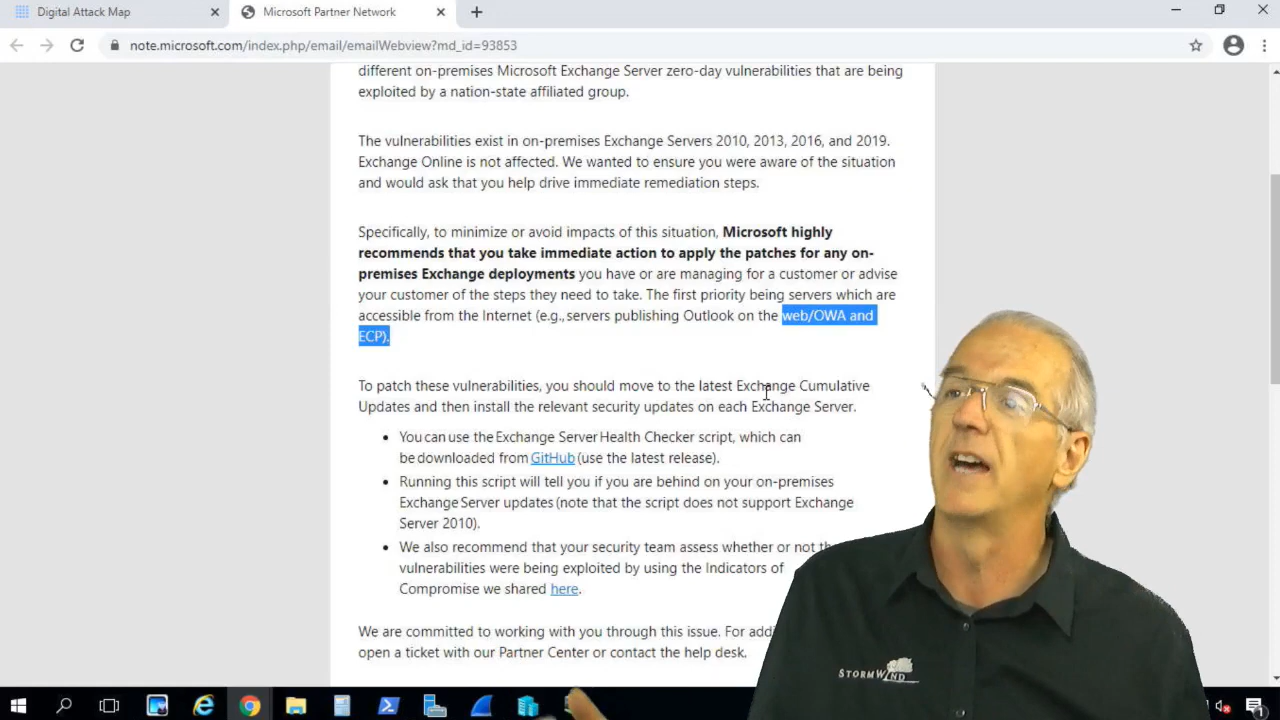 Digital Attack Map
Microsoft Partner Network
note.microsoft.com/index.php/email/emailWebview?md_id=93853
different on-premises Microsoft Exchange Server zero-day vulnerabilities that are being
exploited by a nation-state affiliated group.
The vulnerabilities exist in on-premises Exchange Servers 2010, 2013, 2016, and 2019.
Exchange Online is not affected. We wanted to ensure you were aware of the situation
and would ask that you help drive immediate remediation steps.
Specifically, to minimize or avoid impacts of this situation, Microsoft highly
recommends that you take immediate action to apply the patches for any on-
premises Exchange deployments you have or are managing for a customer or advise
your customer of the steps they need to take. The first priority being servers which are
accessible from the Internet (e.g., servers publishing Outlook on the web/OWA and
ECP).
To patch these vulnerabilities, you should move to the latest Exchange Cumulative
Updates and then install the relevant security updates on each Exchange Server.
• You can use the Exchange Server Health Checker script, which can
be downloaded from GitHub (use the latest release).
• Running this script will tell you if you are behind on your on-premises
Exchange Server updates (note that the script does not support Exchange
Server 2010).
• We also recommend that your security team assess whether or not
vulnerabilities were being exploited by using the Indicators of
Compromise we shared here.
We are committed to working with you through this issue. For
open a ticket with our Partner Center or contact the help desk.
STORMWIND
1